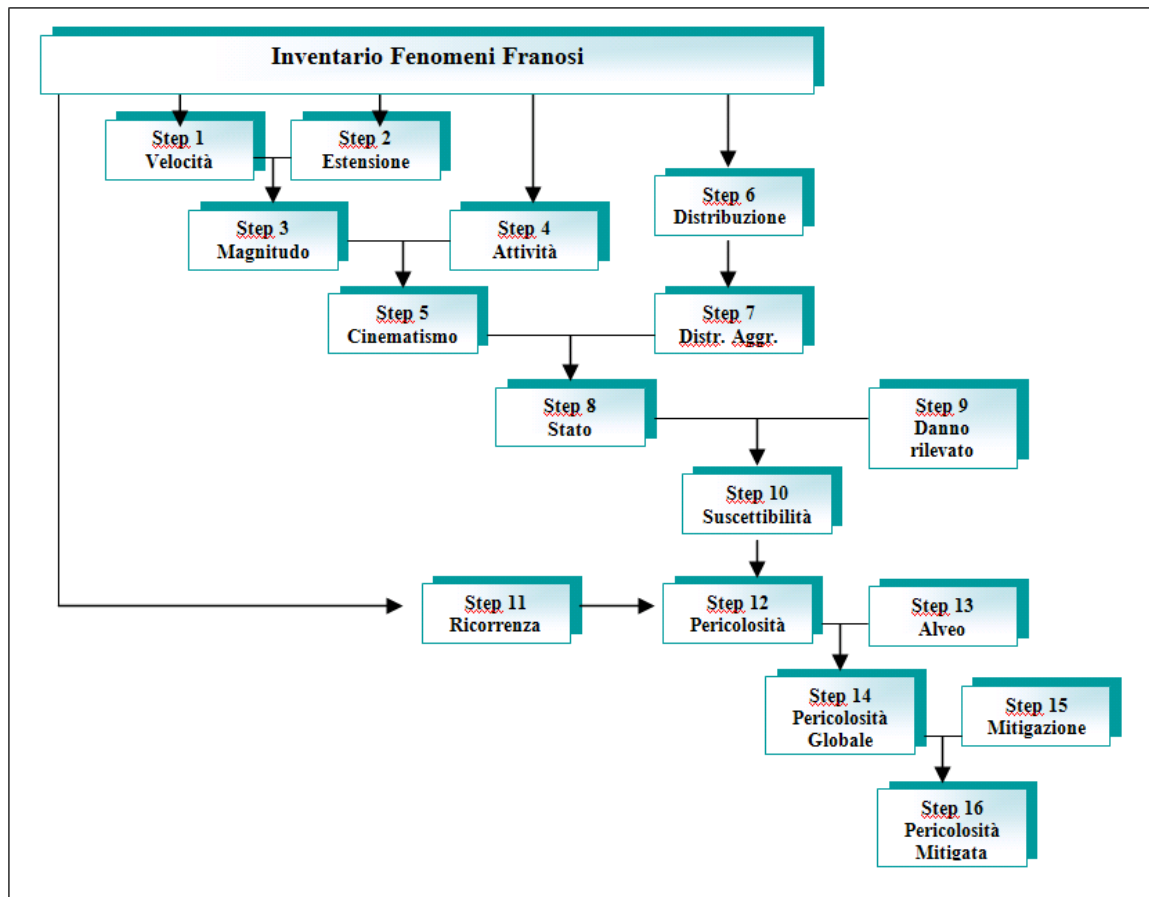 Inventario Fenomeni Franosi
Step 1
Velocità
Step 2
Estensione
Step 3
Magnitudo
Step 4
Attività
Step 6
Distribuzione
Step 5
Cinematismo
Step 7
Distr. Aggr.
Step 8
Stato
Step 9
Danno
rilevato
Step 10
Suscettibilità
Step 11
Ricorrenza
Step 12
Pericolosità
Step 13
Alveo
Step 14
Pericolosità
Globale
Step 15
Mitigazione
Step 16
Pericolosità
Mitigata